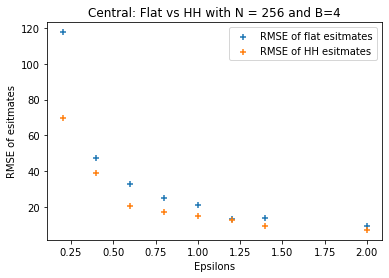 Central: Flat vs HH with N = 256 and B=4
RMSE of flat esitmates
RMSE of HH esitmates
RMSE of esitmates
120
100
80
60
40
20
0.25 0.50 0.75 1.00 1.25 1.50 1.75 2.00
Epsilons